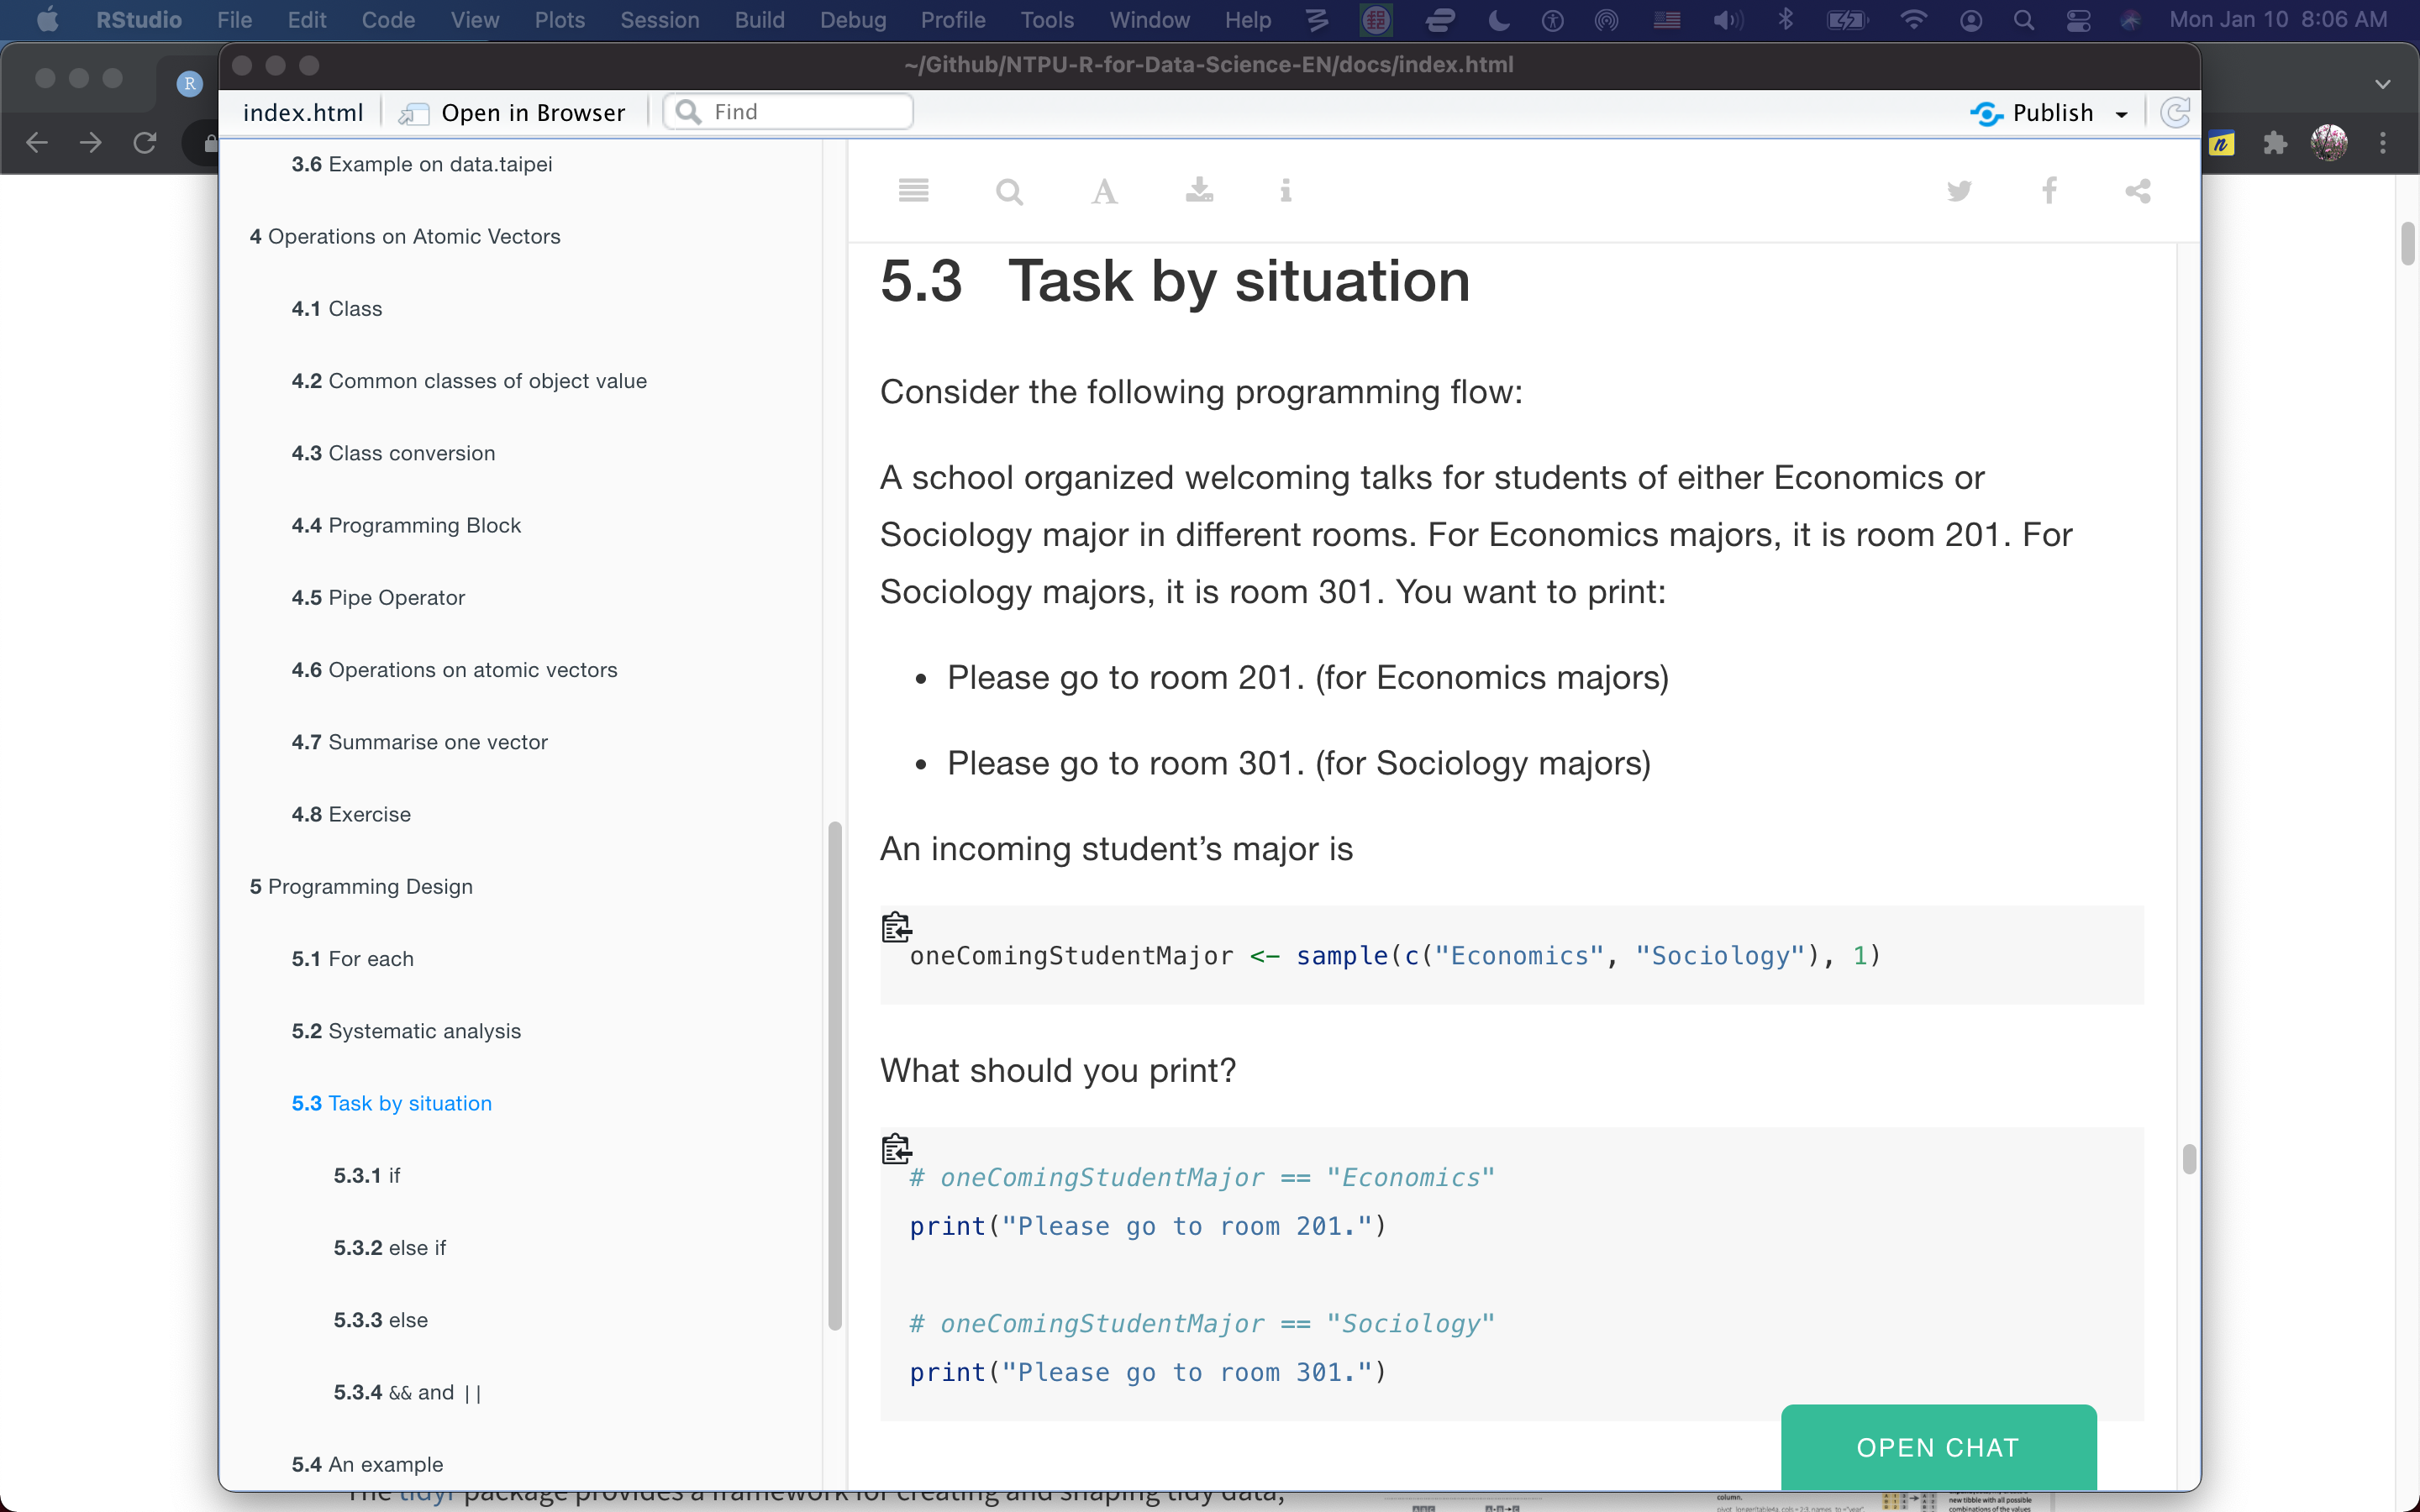 RStudio File Edit Code View Plots Session Build Debug Profile Tools Window Help Mon Jan 10 8:06 AM
~/Github/NTPU-R-for-Data-Science-EN/docs/index.html
index.html Open in Browser Find Publish
3.6 Example on data.taipei
4 Operations on Atomic Vectors
4.1 Class
4.2 Common classes of object value
4.3 Class conversion
4.4 Programming Block
4.5 Pipe Operator
4.6 Operations on atomic vectors
4.7 Summarise one vector
4.8 Exercise
5 Programming Design
5.1 For each
5.2 Systematic analysis
5.3 Task by situation
5.3.1 if
5.3.2 else if
5.3.3 else
5.3.4 && and ||
5.4 An example
5.3 Task by situation
Consider the following programming flow:
A school organized welcoming talks for students of either Economics or
Sociology major in different rooms. For Economics majors, it is room 201. For
Sociology majors, it is room 301. You want to print:
• Please go to room 201. (for Economics majors)
• Please go to room 301. (for Sociology majors)
An incoming student’s major is
oneComingStudentMajor <- sample(c("Economics", "Sociology"), 1)
What should you print?
# oneComingStudentMajor == "Economics"
print("Please go to room 201.")
# oneComingStudentMajor == "Sociology"
print("Please go to room 301.")
OPEN CHAT
The tidyr package provides a framework for creating and shaping tidy data,
column.
new tibble with all possible
combinations of the values